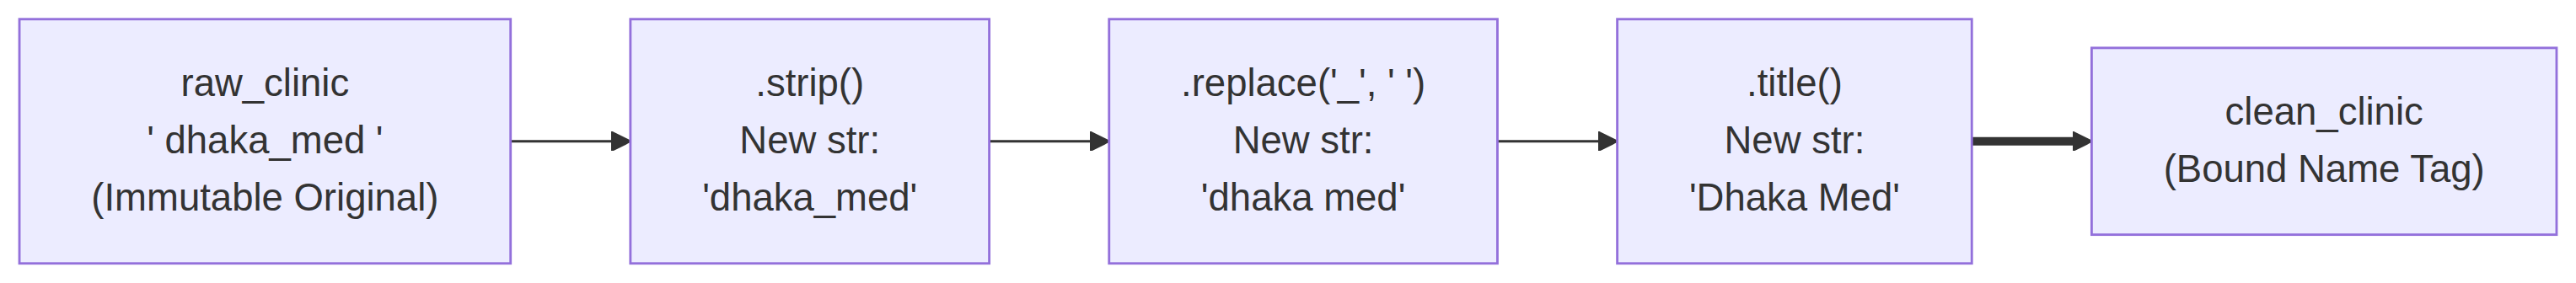 raw_clinic
' dhaka_med '
(Immutable Original)
.strip()
New str:
'dhaka_med'
.replace('_', ' ')
New str:
'dhaka med'
.title()
New str:
'Dhaka Med'
clean_clinic
(Bound Name Tag)